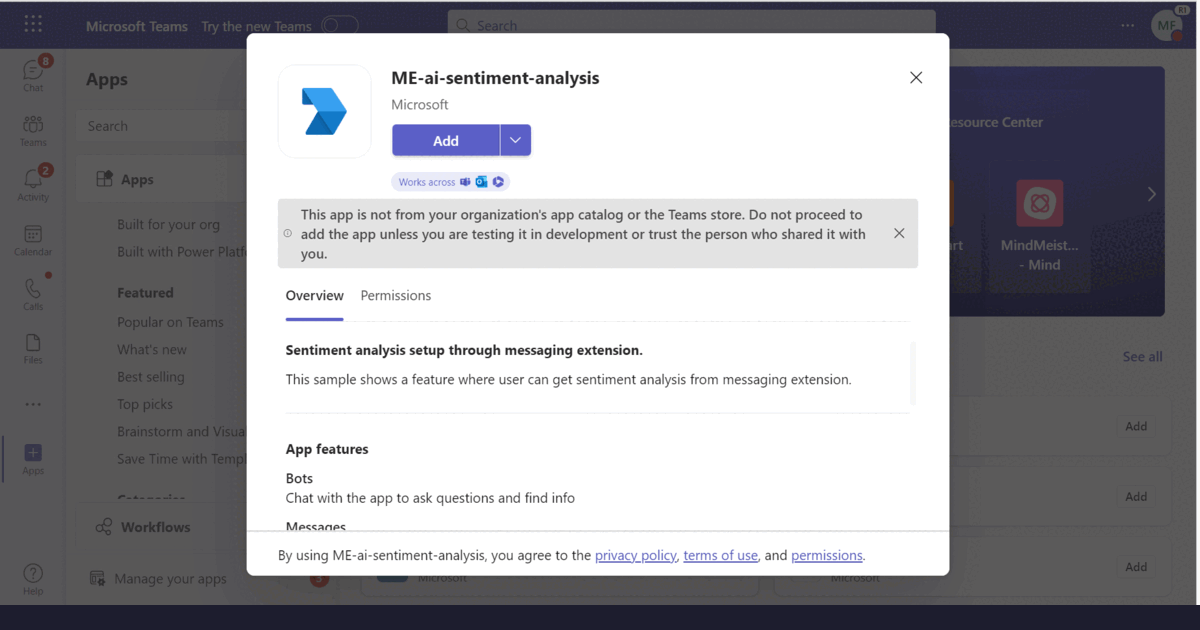 Microsoft Teams
Try the new Teams
Search
MF
R1
8
Chat
Teams
2
Activity
Calendar
Calls
Files
Apps
Help
Apps
Search
Apps
Built for your org
Built with Power
Featured
Popular on Teams
What's new
Best selling
Top picks
Brainstorm and
Save Time with
Categories
Workflows
Manage your apps
3
ME-ai-sentiment-analysis
Microsoft
Add
Works across
This app is not from your organization's app catalog or the Teams store. Do not proceed to
add the app unless you are testing it in development or trust the person who shared it with
you.
Overview
Permissions
Sentiment analysis setup through messaging extension.
This sample shows a feature where user can get sentiment analysis from messaging extension.
App features
Bots
Chat with the app to ask questions and find info
Messages
By using ME-ai-sentiment-analysis, you agree to the privacy policy, terms of use, and permissions.
Center
MindMeist...
- Mind
See all
Add
Add
Add
Microsoft
Microsoft